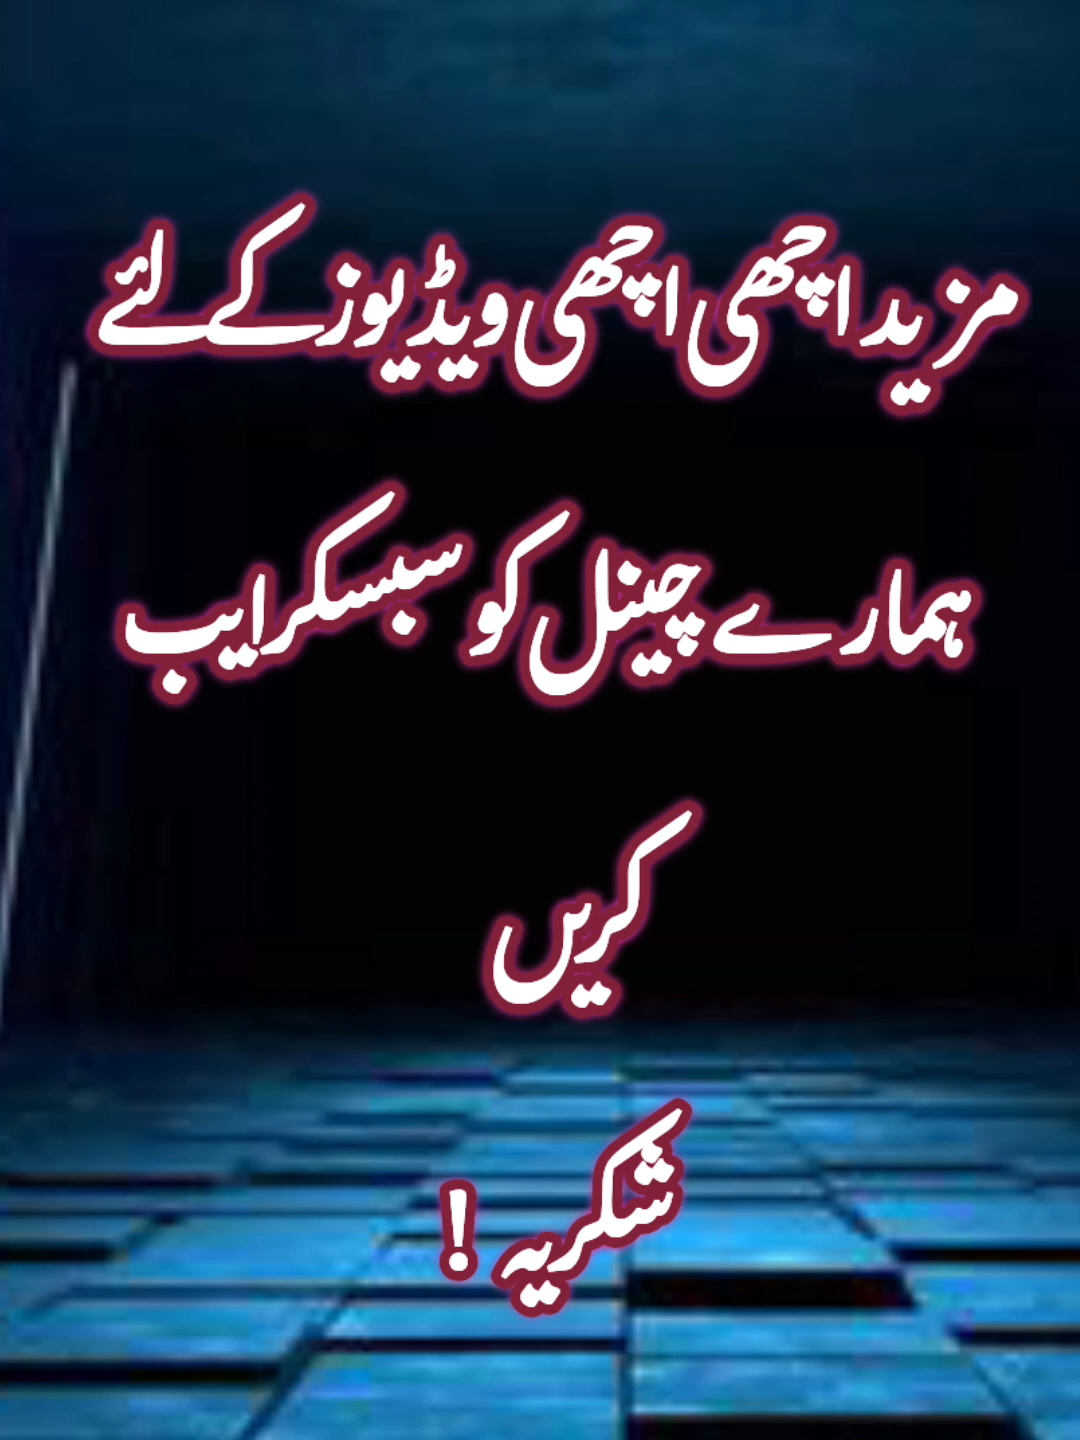 مزید اچھی اچھی ویڈیوز کے لئے
ہمارے چینل کو سبسکرایب
کریں
شکریہ !